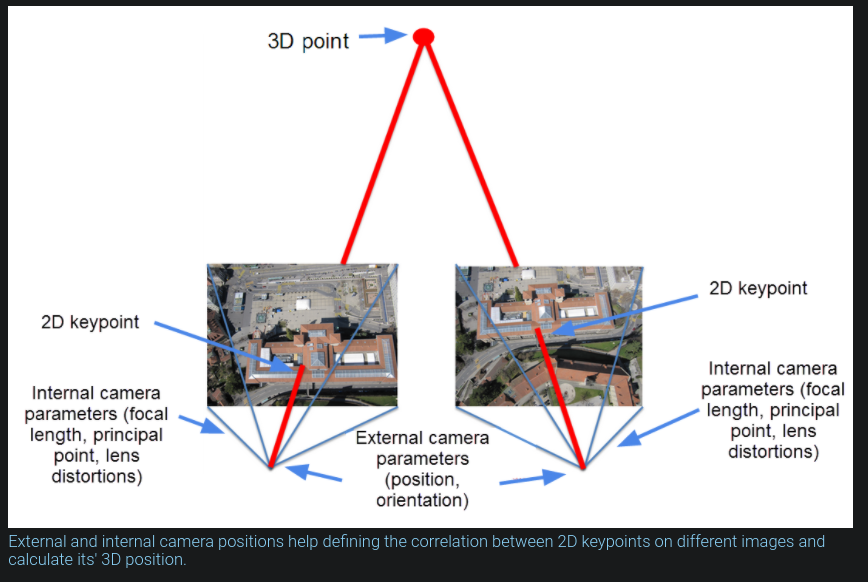 3D point
2D keypoint
2D keypoint
Internal camera
parameters (focal
length, principal
point, lens
distortions)
Internal camera
parameters (focal
length, principal
point, lens
distortions)
External camera
parameters
(position,
orientation)
External and internal camera positions help defining the correlation between 2D keypoints on different images and
calculate its' 3D position.